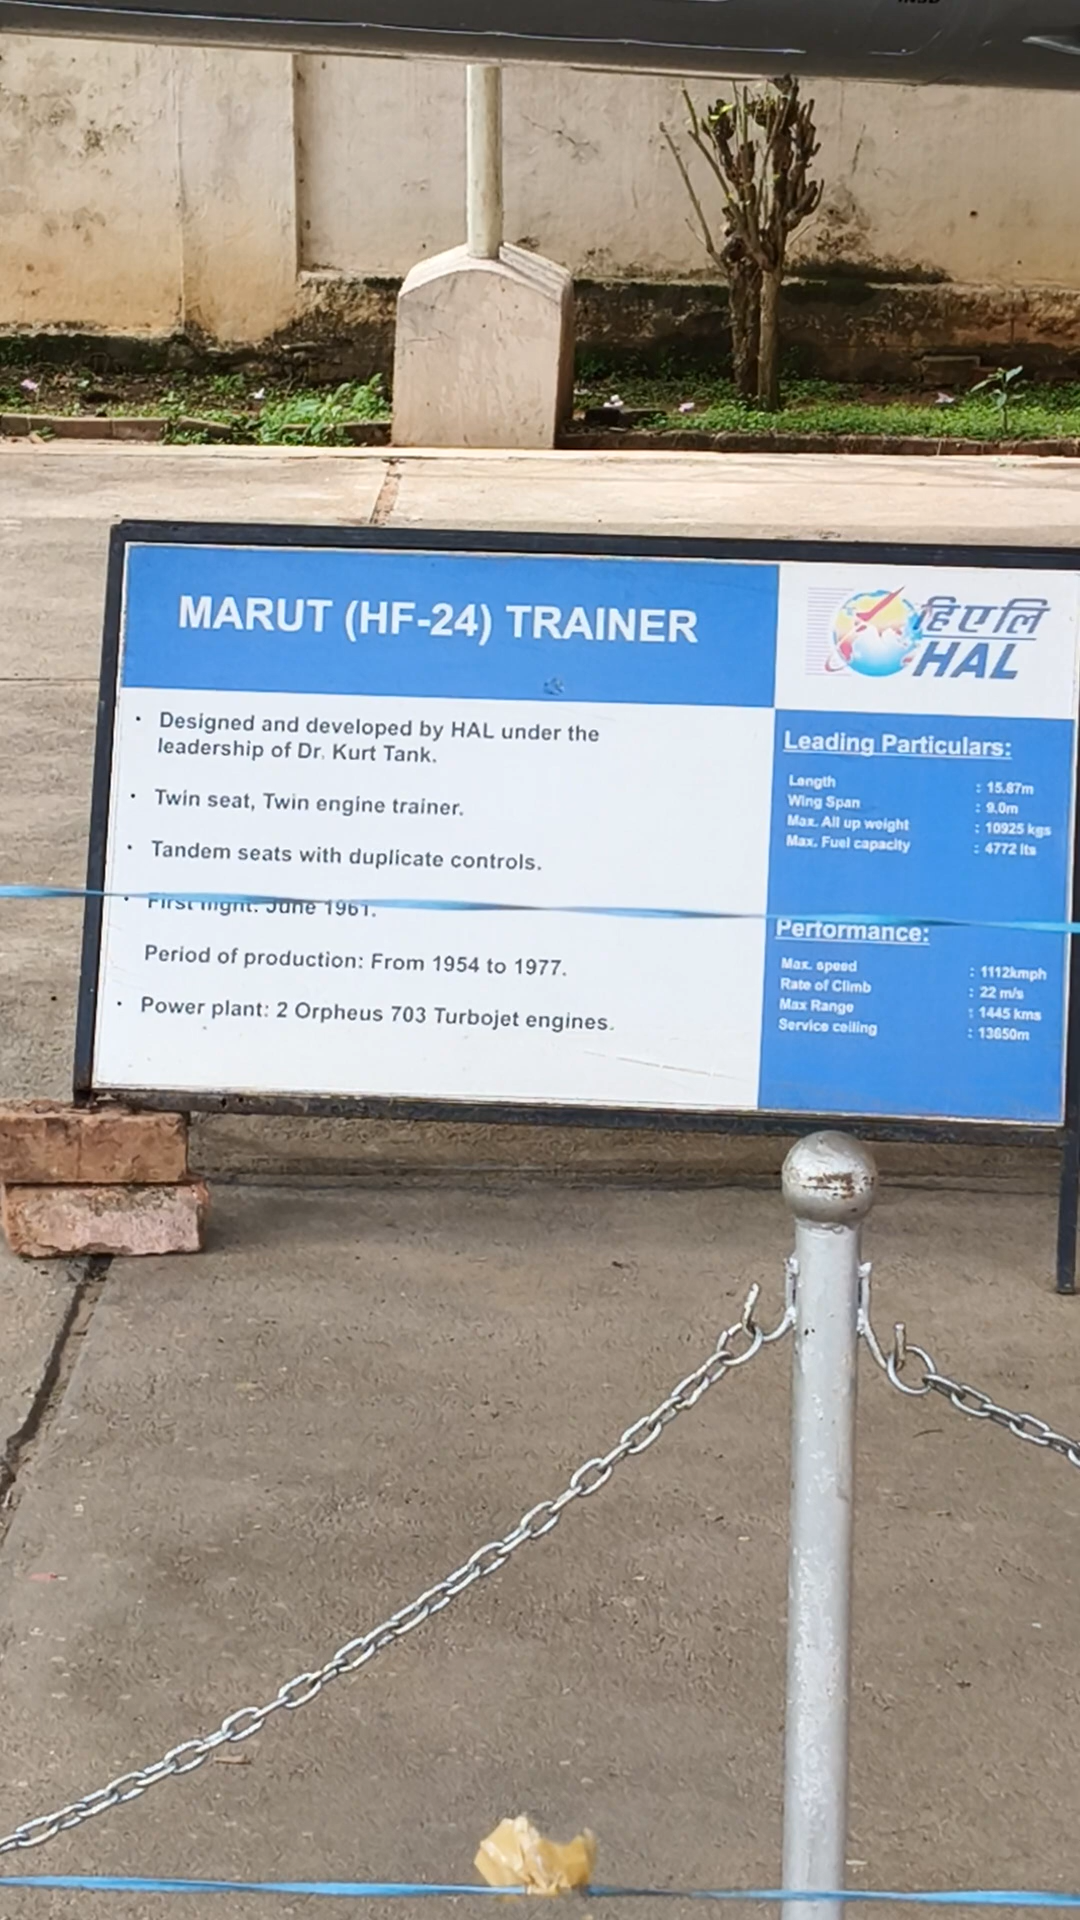 MARUT (HF-24) TRAINER
हिएलि
HAL
• Designed and developed by HAL under the
leadership of Dr. Kurt Tank.
• Twin seat, Twin engine trainer.
• Tandem seats with duplicate controls.
• First flight: June 1961.
Period of production: From 1954 to 1977.
• Power plant: 2 Orpheus 703 Turbojet engines.
Leading Particulars:
Length : 15.87m
Wing Span : 9.0m
Max. All up weight : 10925 kgs
Max. Fuel capacity : 4772 lts
Performance:
Max. speed : 1112kmph
Rate of Climb : 22 m/s
Max Range : 1445 kms
Service ceiling : 13650m